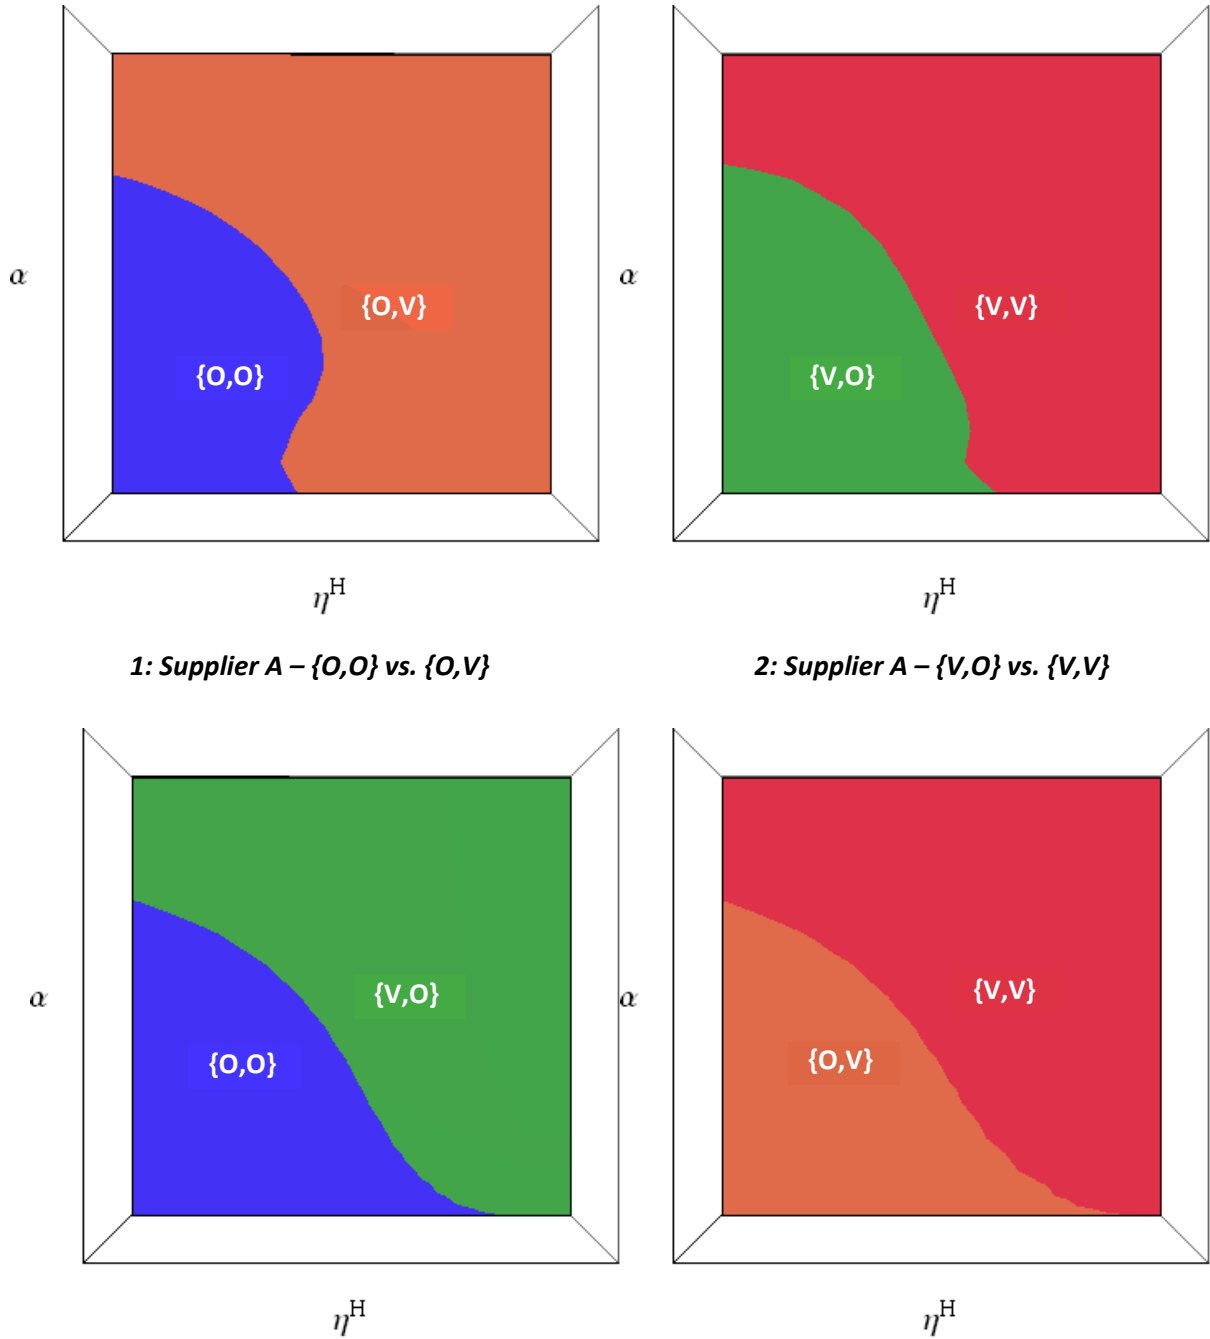 α
{O,V}
{O,O}
η^H
1: Supplier A – {O,O} vs. {O,V}
α
{V,V}
{V,O}
η^H
2: Supplier A – {V,O} vs. {V,V}
α
{V,O}
{O,O}
η^H
α
{V,V}
{O,V}
η^H